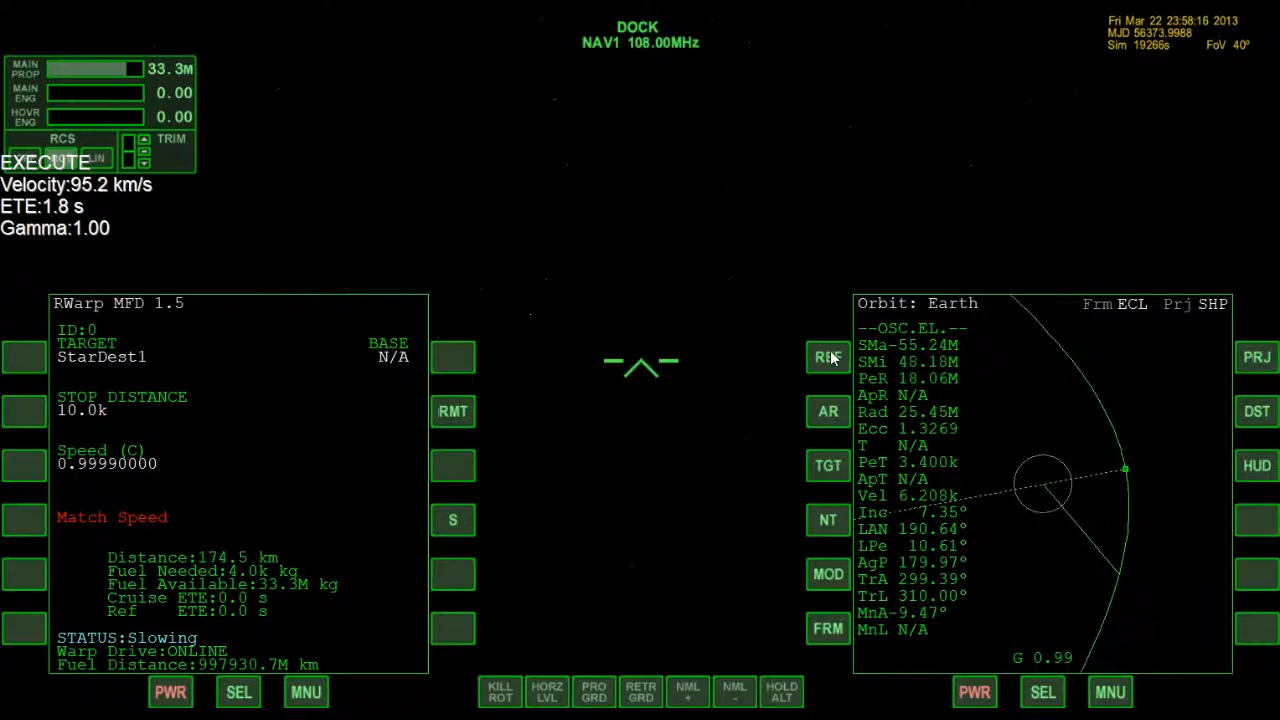 DOCK
NAV1 108.00MHz
Fri Mar 22 23:58:16 2013
MJD 56373.9988
Sim 19266s FoV 40°
MAIN PROP 33.3M
MAIN ENG 0.00
HOVR ENG 0.00
RCS TRIM
LIN
EXECUTE
Velocity:95.2 km/s
ETE:1.8 s
Gamma:1.00
RWarp MFD 1.5
ID:0
TARGET BASE
StarDest1 N/A
STOP DISTANCE
10.0k
RMT
Speed (C)
0.99990000
Match Speed
S
Distance:174.5 km
Fuel Needed:4.0k kg
Fuel Available:33.3M kg
Cruise ETE:0.0 s
Ref ETE:0.0 s
STATUS:Slowing
Warp Drive:ONLINE
Fuel Distance:997930.7M km
PWR SEL MNU
KILL ROT
HORZ LVL
PRO GRD
RETR GRD
NML +
NML -
HOLD ALT
Orbit: Earth Frm ECL Prj SHP
--OSC.EL.--
SMa-55.24M
SMi 48.18M
PeR 18.06M
ApR N/A
Rad 25.45M
Ecc 1.3269
T N/A
PeT 3.400k
ApT N/A
Vel 6.208k
Inc 7.35°
LAN 190.64°
LPe 10.61°
AgP 179.97°
TrA 299.39°
TrL 310.00°
MnA-9.47°
MnL N/A
G 0.99
REF
AR
TGT
NT
MOD
FRM
PRJ
DST
HUD
PWR SEL MNU